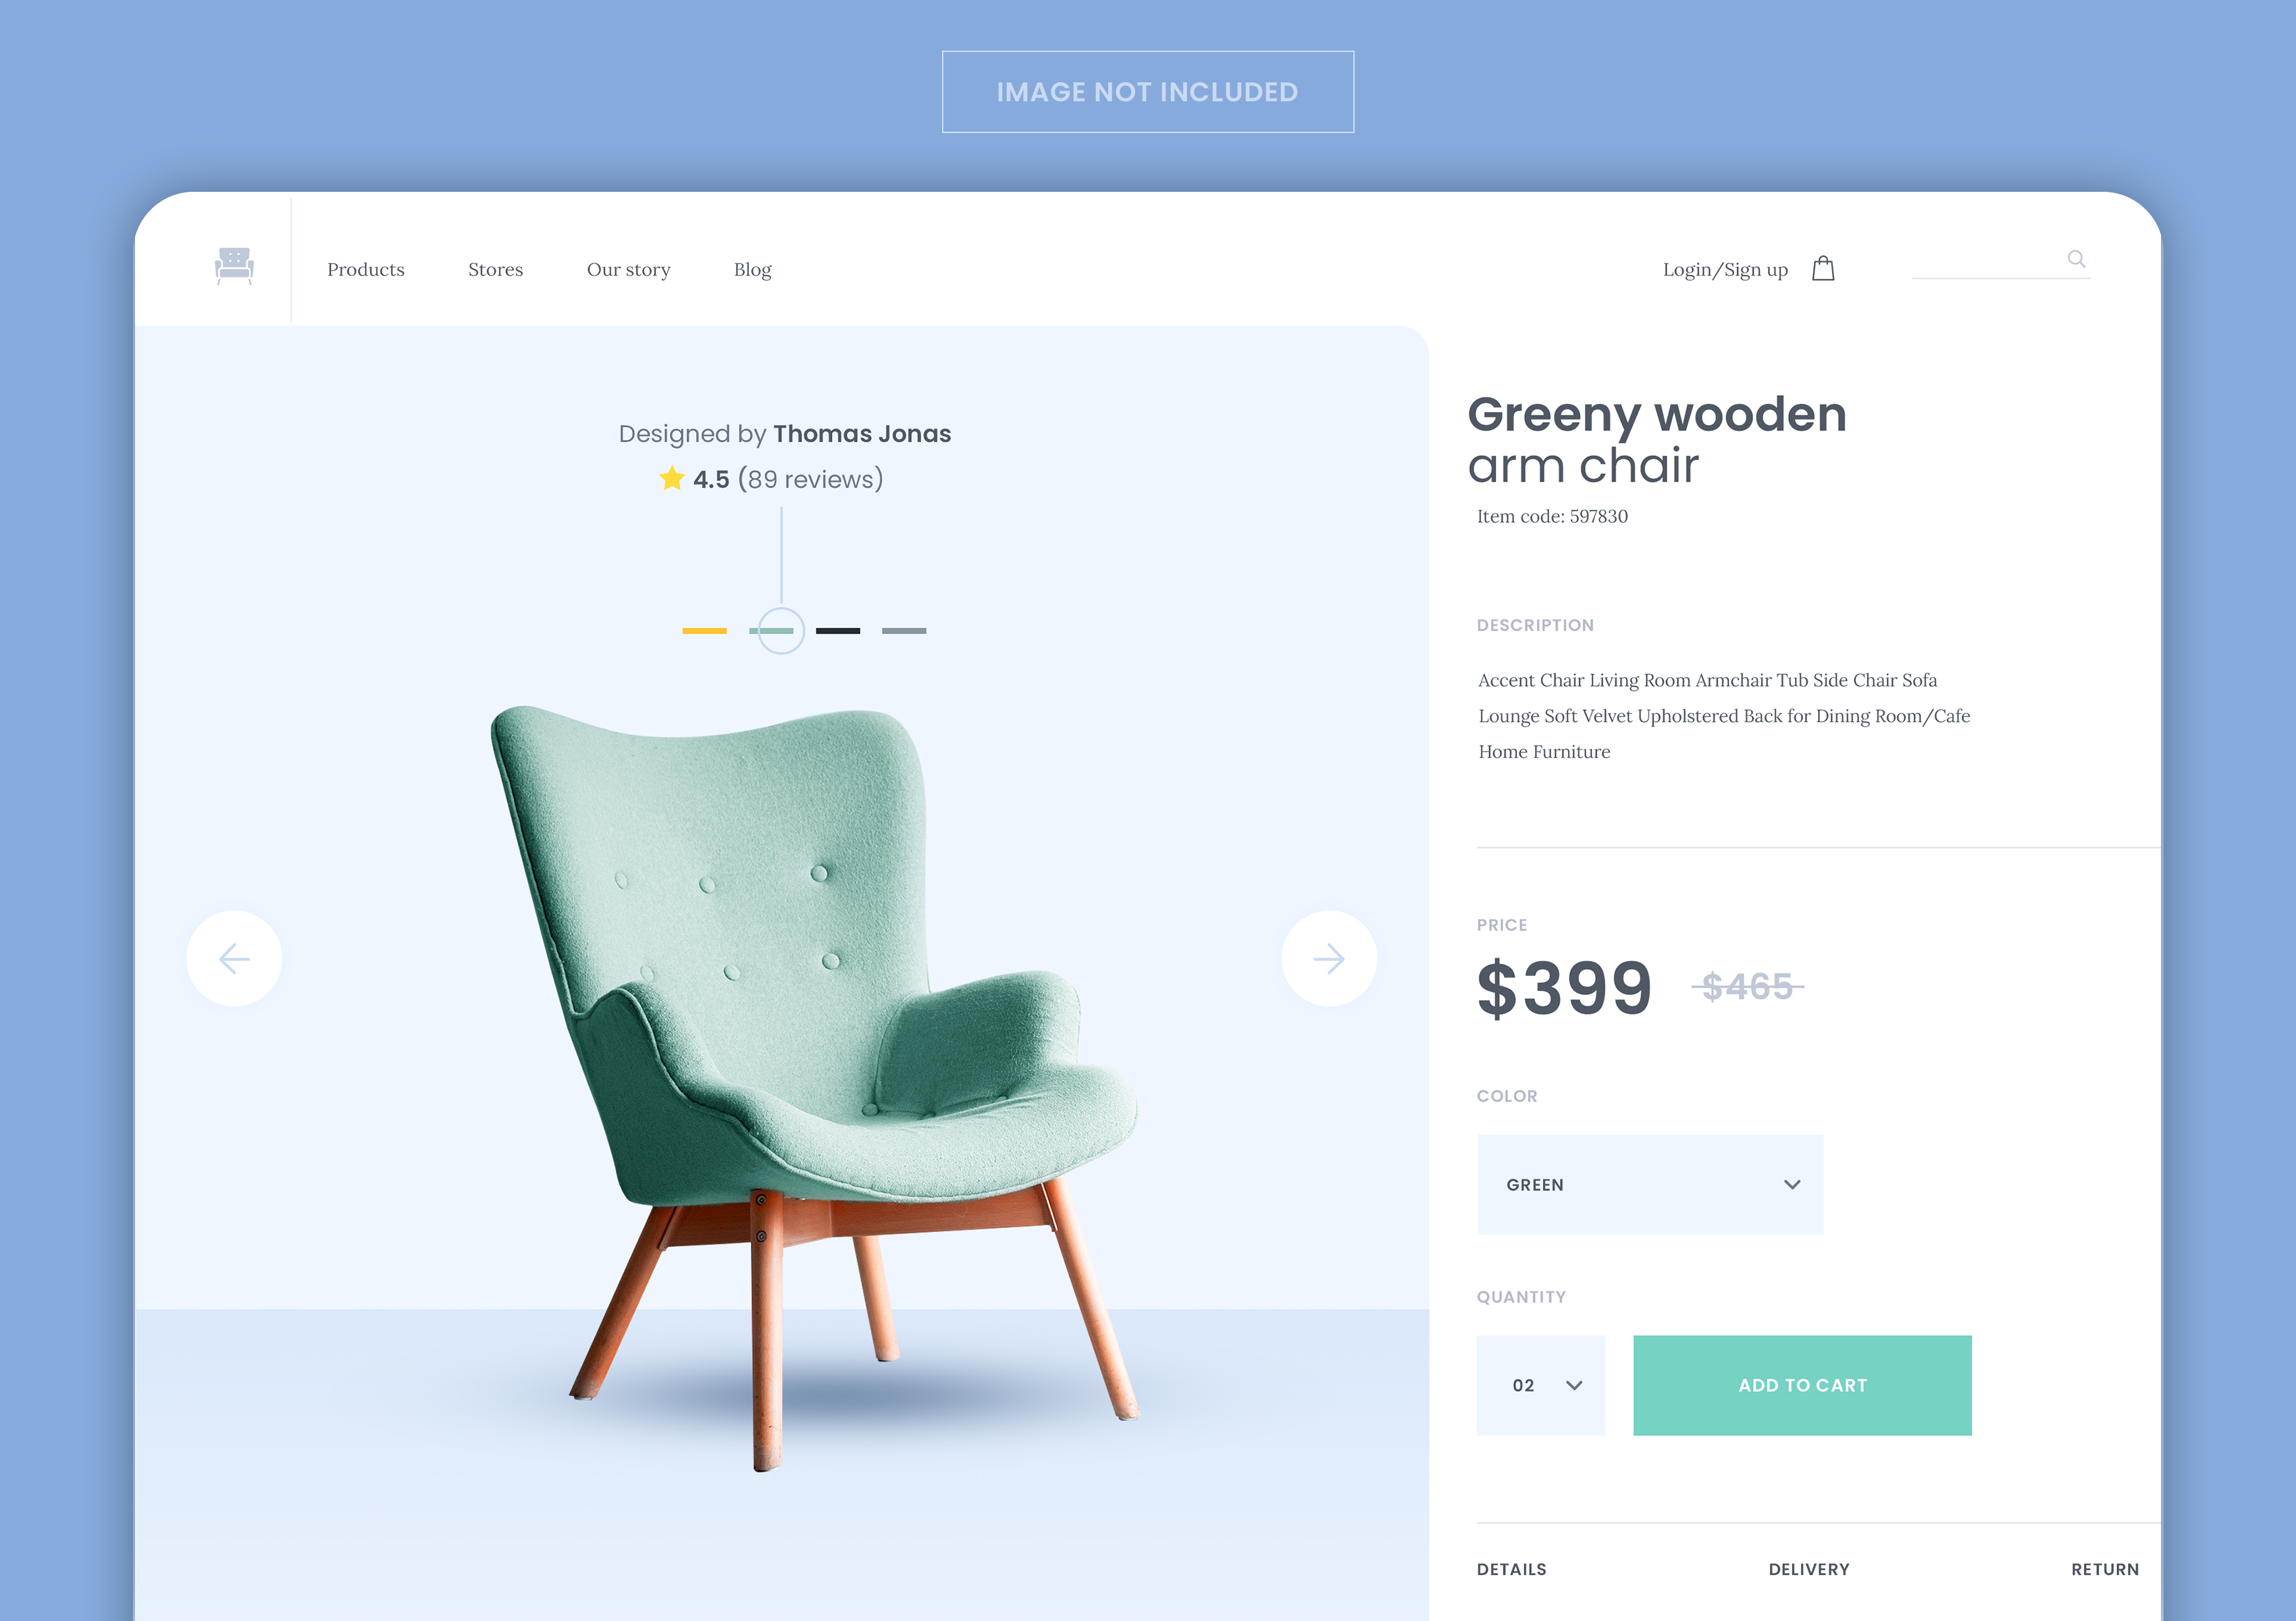 IMAGE NOT INCLUDED
Products
Stores
Our story
Blog
Login/Sign up
Designed by Thomas Jonas
4.5 (89 reviews)
Greeny wooden
arm chair
Item code: 597830
DESCRIPTION
Accent Chair Living Room Armchair Tub Side Chair Sofa
Lounge Soft Velvet Upholstered Back for Dining Room/Cafe
Home Furniture
PRICE
$399 $465
COLOR
GREEN
QUANTITY
02
ADD TO CART
DETAILS
DELIVERY
RETURN